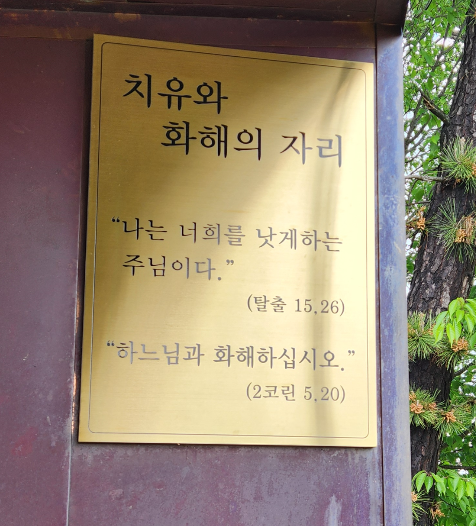 치유와
화해의 자리
“나는 너희를 낫게하는
주님이다.”
(탈출 15.26)
“하느님과 화해하십시오.”
(2코린 5.20)